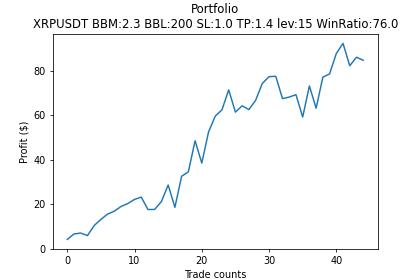 Portfolio
XRPUSDT BBM:2.3 BBL:200 SL:1.0 TP:1.4 lev:15 WinRatio:76.0
80
60
40
20
0
Profit ($)
0 10 20 30 40
Trade counts